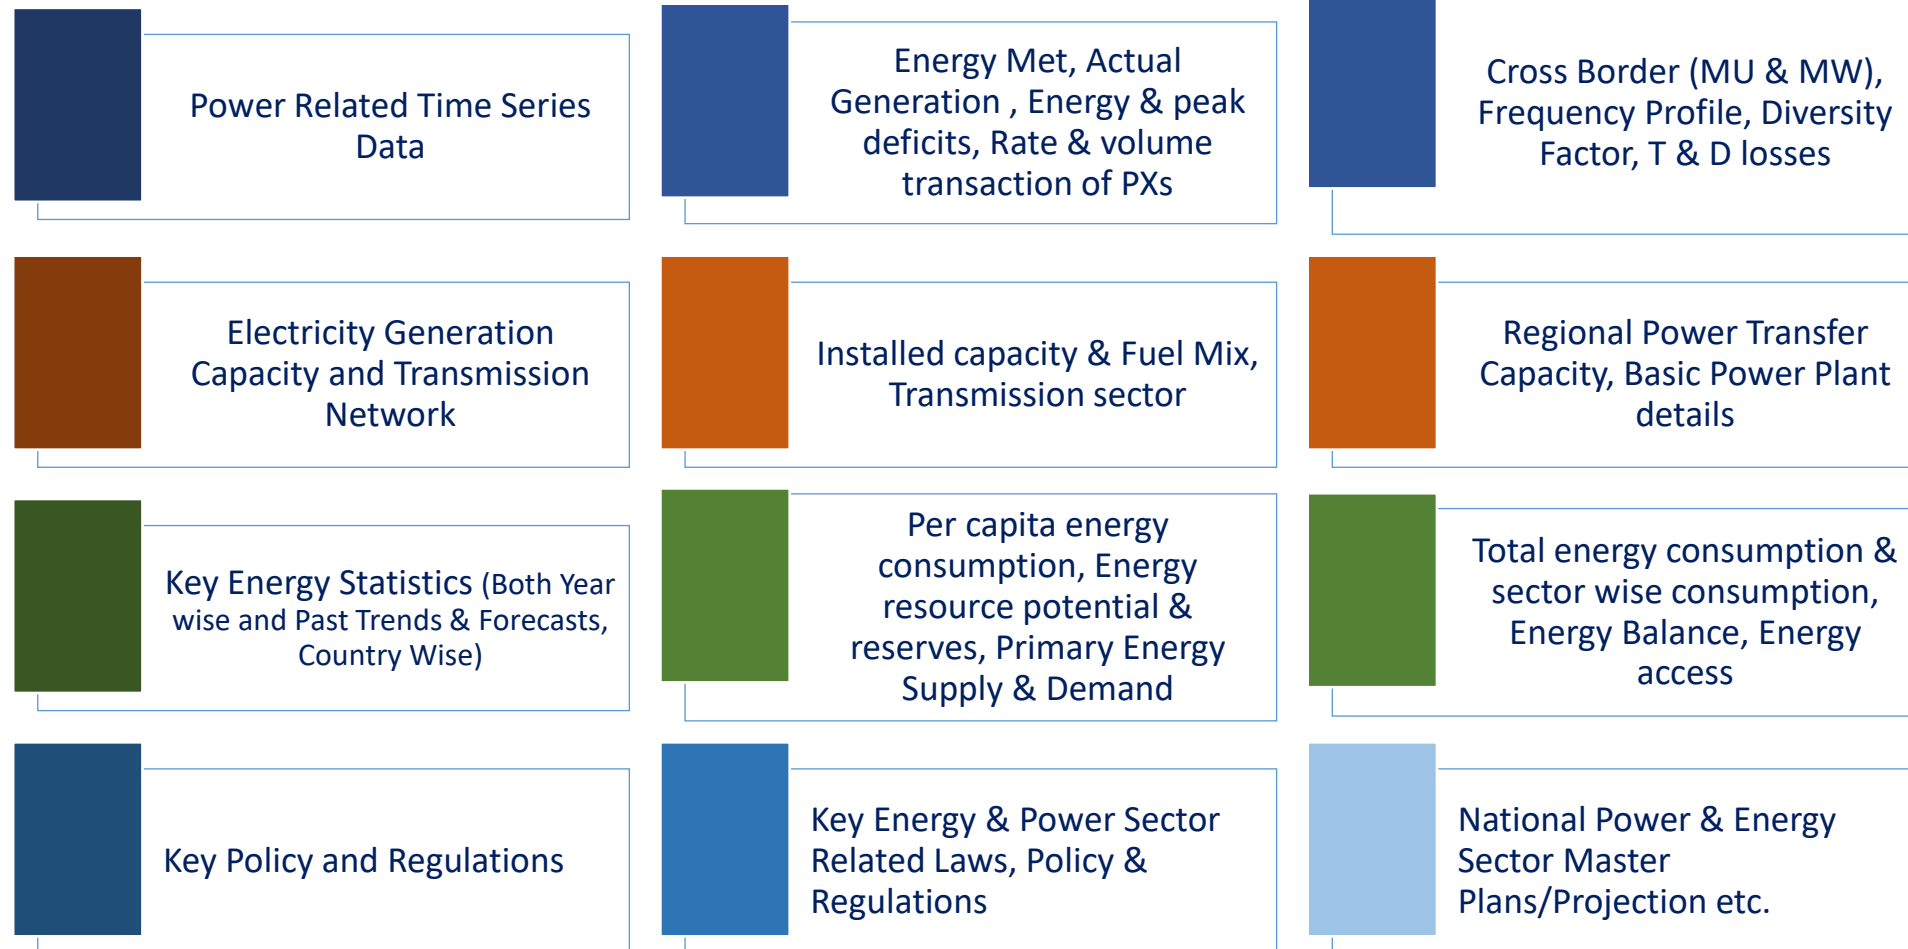 Power Related Time Series
Data
Energy Met, Actual
Generation , Energy & peak
deficits, Rate & volume
transaction of PXs
Cross Border (MU & MW),
Frequency Profile, Diversity
Factor, T & D losses
Electricity Generation
Capacity and Transmission
Network
Installed capacity & Fuel Mix,
Transmission sector
Regional Power Transfer
Capacity, Basic Power Plant
details
Key Energy Statistics (Both Year
wise and Past Trends & Forecasts,
Country Wise)
Per capita energy
consumption, Energy
resource potential &
reserves, Primary Energy
Supply & Demand
Total energy consumption &
sector wise consumption,
Energy Balance, Energy
access
Key Policy and Regulations
Key Energy & Power Sector
Related Laws, Policy &
Regulations
National Power & Energy
Sector Master
Plans/Projection etc.